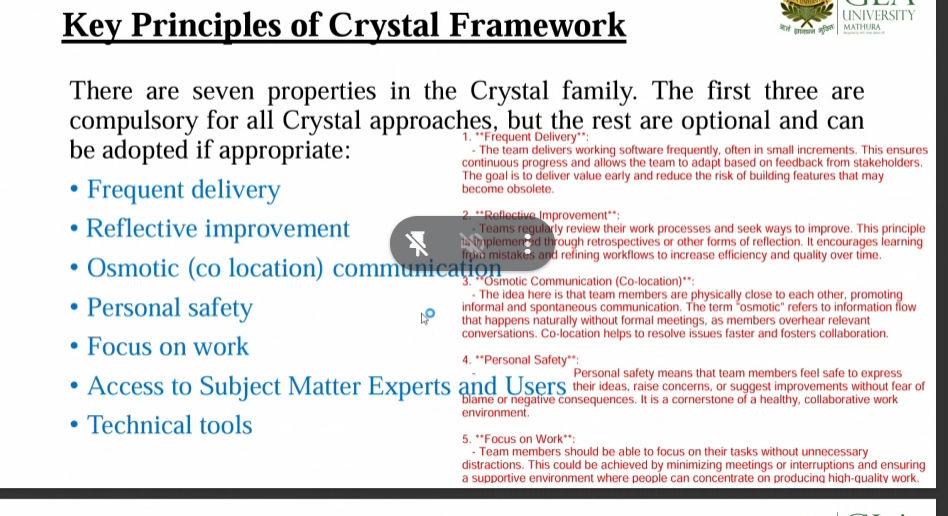 Key Principles of Crystal Framework
UNIVERSITY
MATHURA
There are seven properties in the Crystal family. The first three are
compulsory for all Crystal approaches, but the rest are optional and can
be adopted if appropriate:
• Frequent delivery
• Reflective improvement
• Osmotic (co location) communication
• Personal safety
• Focus on work
• Access to Subject Matter Experts and Users
• Technical tools
1. **Frequent Delivery**:
- The team delivers working software frequently, often in small increments. This ensures
continuous progress and allows the team to adapt based on feedback from stakeholders.
The goal is to deliver value early and reduce the risk of building features that may
become obsolete.
2. **Reflective Improvement**:
- Teams regularly review their work processes and seek ways to improve. This principle
is implemented through retrospectives or other forms of reflection. It encourages learning
from mistakes and refining workflows to increase efficiency and quality over time.
3. **Osmotic Communication (Co-location)**:
- The idea here is that team members are physically close to each other, promoting
informal and spontaneous communication. The term "osmotic" refers to information flow
that happens naturally without formal meetings, as members overhear relevant
conversations. Co-location helps to resolve issues faster and fosters collaboration.
4. **Personal Safety**:
- Personal safety means that team members feel safe to express
their ideas, raise concerns, or suggest improvements without fear of
blame or negative consequences. It is a cornerstone of a healthy, collaborative work
environment.
5. **Focus on Work**:
- Team members should be able to focus on their tasks without unnecessary
distractions. This could be achieved by minimizing meetings or interruptions and ensuring
a supportive environment where people can concentrate on producing high-quality work.